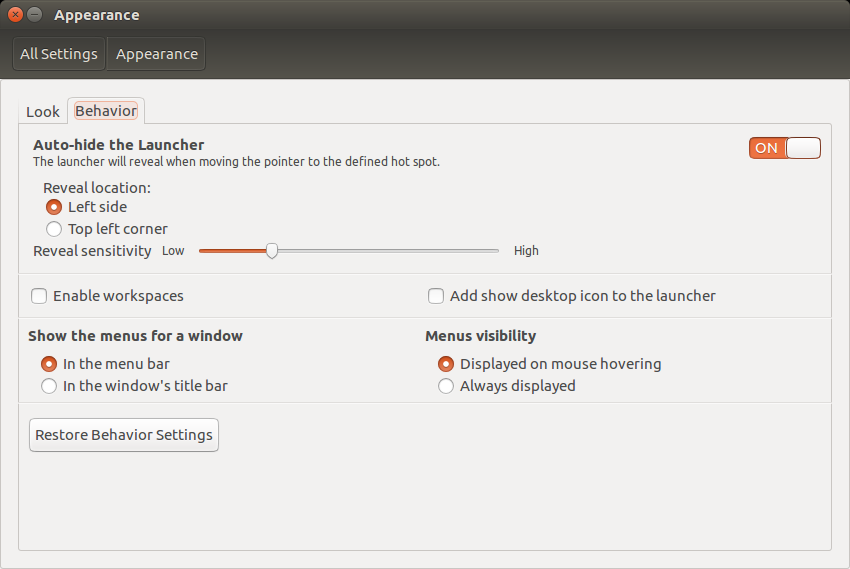 Appearance
All Settings Appearance
Look Behavior
Auto-hide the Launcher
ON
The launcher will reveal when moving the pointer to the defined hot spot.
Reveal location:
Left side
Top left corner
Reveal sensitivity Low High
Enable workspaces Add show desktop icon to the launcher
Show the menus for a window Menus visibility
In the menu bar Displayed on mouse hovering
In the window's title bar Always displayed
Restore Behavior Settings